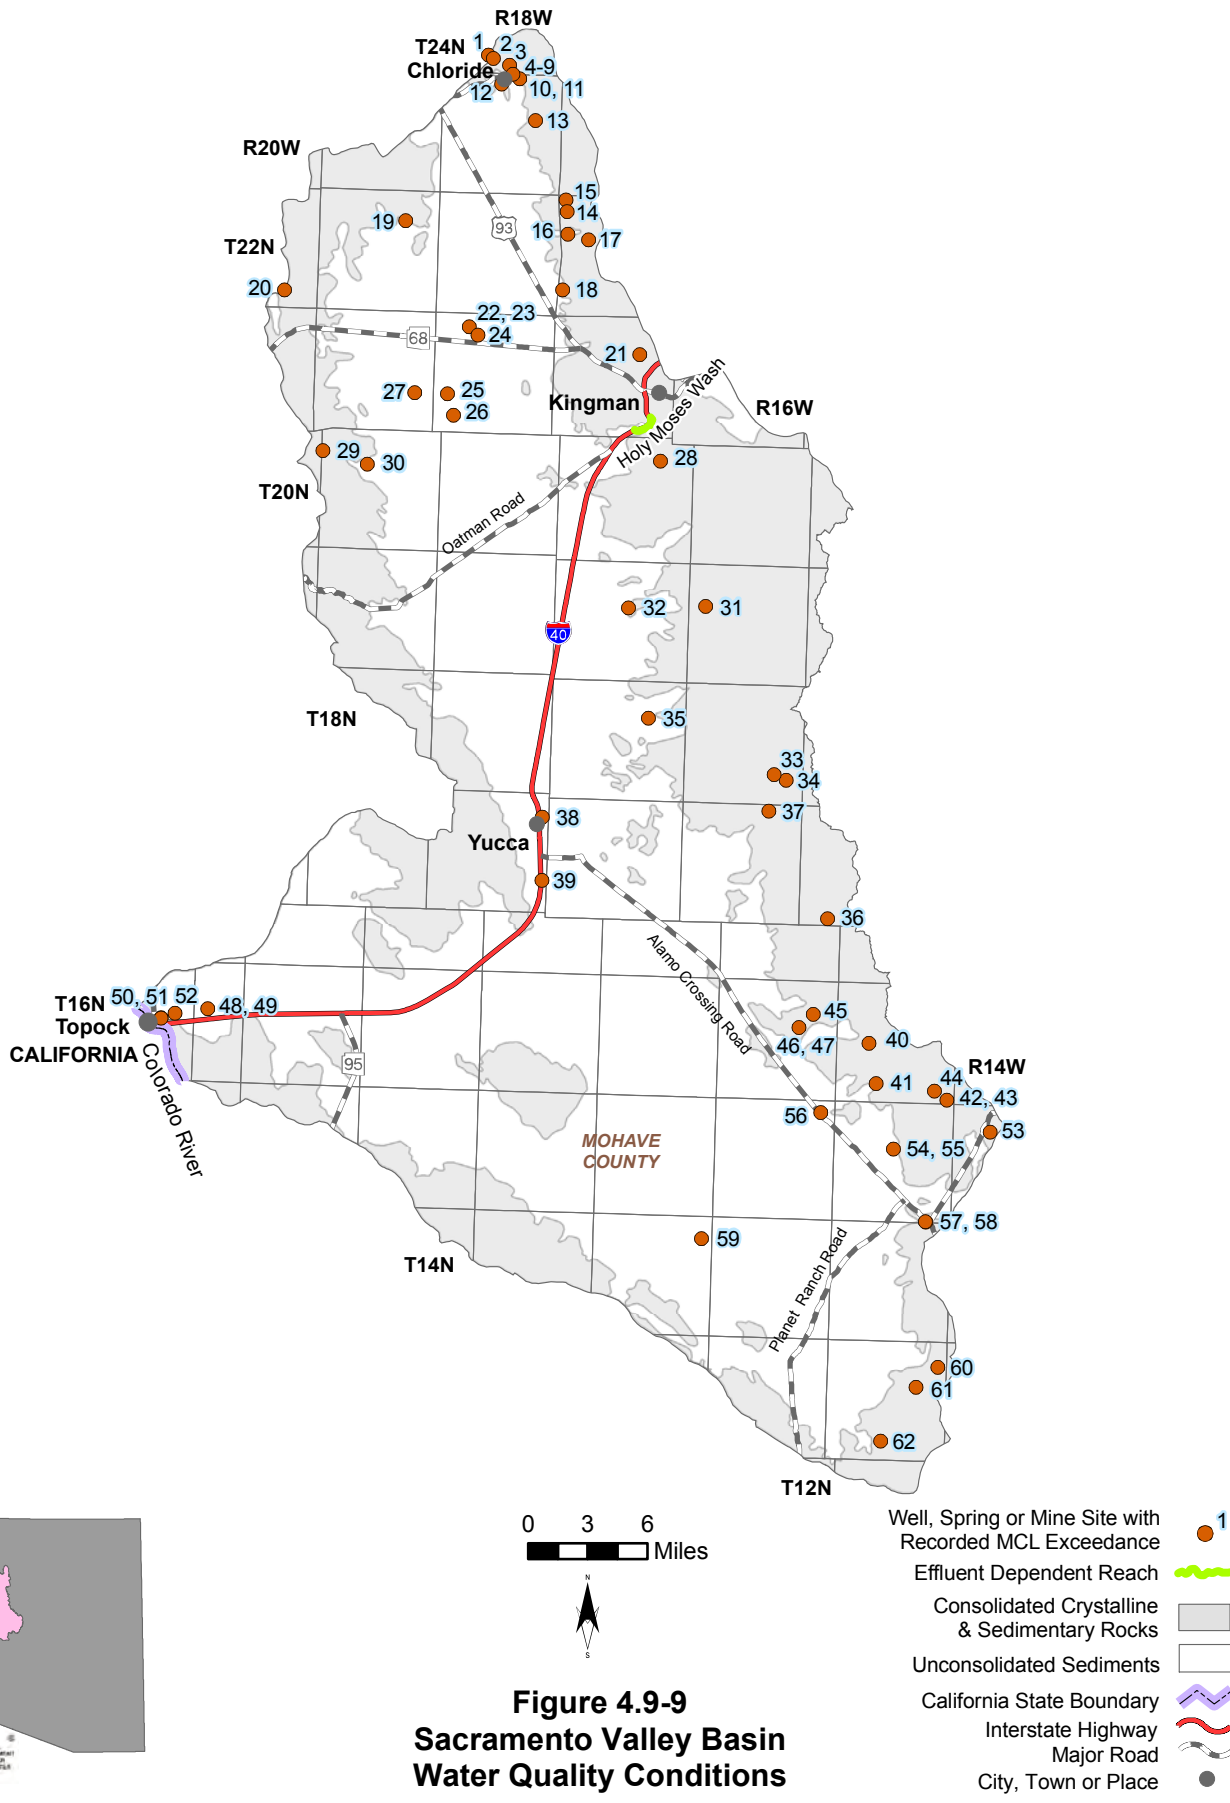 R18W
1
2
3
T24N
4-9
Chloride
12
10, 11
13
R20W
15
14
19
93
16
17
T22N
20
18
22, 23
68
24
21
27
25
Kingman
26
Holy Moses Wash
R16W
29
30
28
T20N
Oatman Road
32
31
40
T18N
35
33
34
37
38
Yucca
39
36
Alamo Crossing Road
T16N
50, 51
52
48, 49
45
Topock
46, 47
40
CALIFORNIA
Colorado River
95
R14W
41
44
42, 43
56
53
MOHAVE
COUNTY
54, 55
57, 58
59
T14N
Planet Ranch Road
60
61
62
T12N
0 3 6
Miles
N
S
Well, Spring or Mine Site with
Recorded MCL Exceedance
1
Effluent Dependent Reach
Consolidated Crystalline
& Sedimentary Rocks
Unconsolidated Sediments
California State Boundary
Interstate Highway
Major Road
City, Town or Place
Figure 4.9-9
Sacramento Valley Basin
Water Quality Conditions